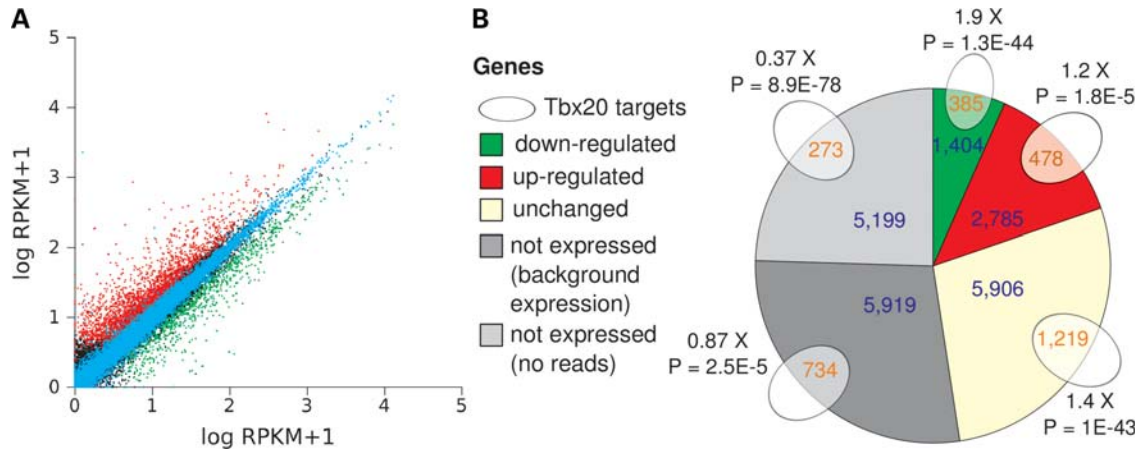 A
5
4
3
2
1
0
0 1 2 3 4 5
log RPKM+1
log RPKM+1
B
Genes
Tbx20 targets
down-regulated
up-regulated
unchanged
not expressed
(background
expression)
not expressed
(no reads)
1.9 X
P = 1.3E-44
0.37 X
P = 8.9E-78
1.2 X
P = 1.8E-5
385
1,404
273
478
5,199
2,785
5,919
5,906
0.87 X
P = 2.5E-5
734
1,219
1.4 X
P = 1E-43